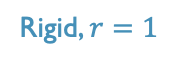 Rigid, r = 1